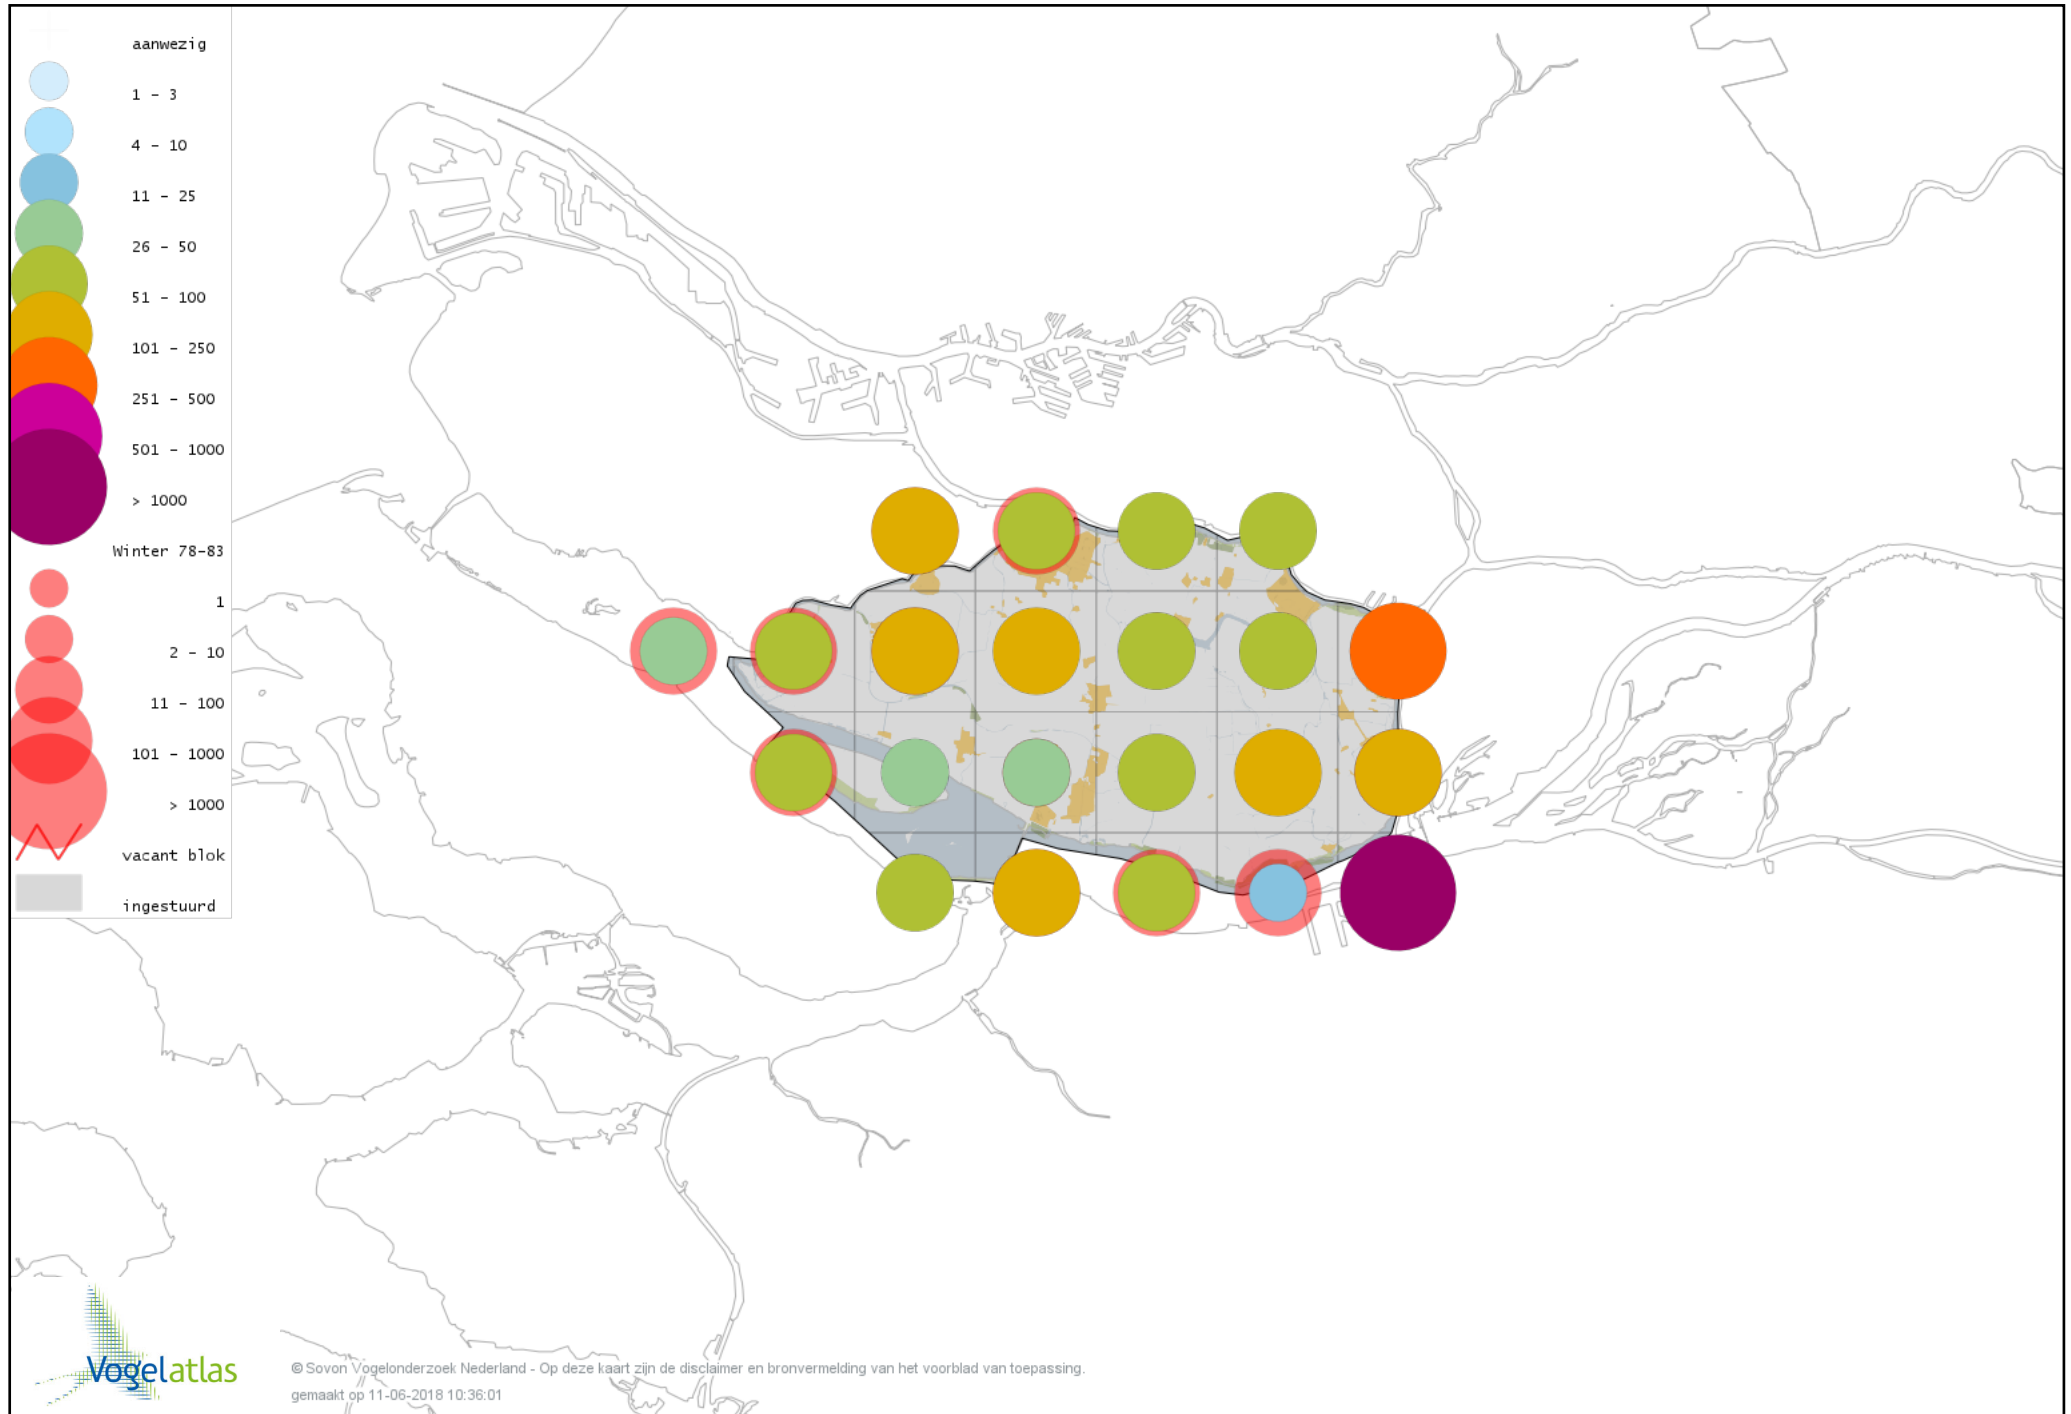 aanwezig
1 - 3
4 - 10
11 - 25
26 - 50
51 - 100
101 - 250
251 - 500
501 - 1000
> 1000
Winter 78-83
1
2 - 10
11 - 100
101 - 1000
> 1000
vacant blok
ingestuurd
Vogelatlas
© Sovon Vogelonderzoek Nederland - Op deze kaart zijn de disclaimer en bronvermelding van het voorblad van toepassing.
gemaakt op 11-06-2018 10:36:01